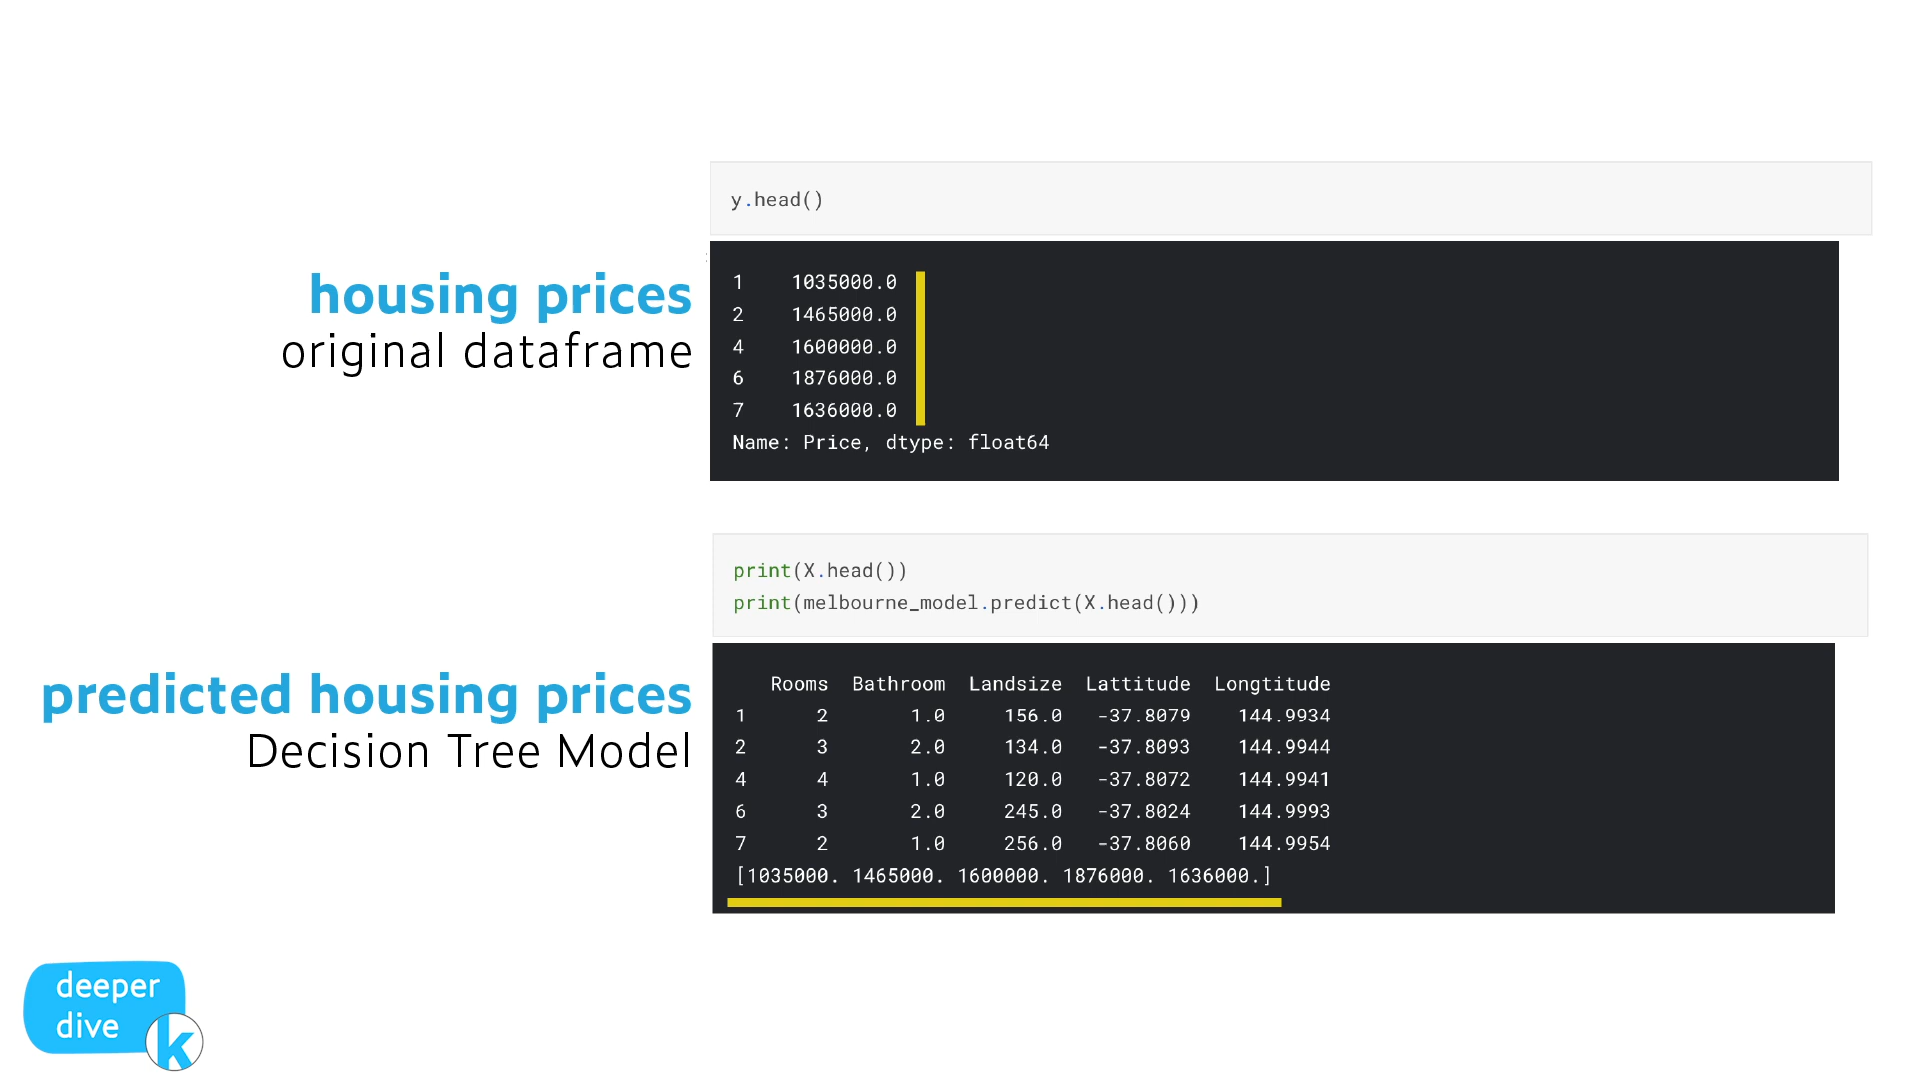 y.head()
housing prices
original dataframe
1 1035000.0
2 1465000.0
4 1600000.0
6 1876000.0
7 1636000.0
Name: Price, dtype: float64
print(X.head())
print(melbourne_model.predict(X.head()))
predicted housing prices
Decision Tree Model
Rooms Bathroom Landsize Lattitude Longtitude
1 2 1.0 156.0 -37.8079 144.9934
2 3 2.0 134.0 -37.8093 144.9944
4 4 1.0 120.0 -37.8072 144.9941
6 3 2.0 245.0 -37.8024 144.9993
7 2 1.0 256.0 -37.8060 144.9954
[1035000. 1465000. 1600000. 1876000. 1636000.]
deeper
dive
k